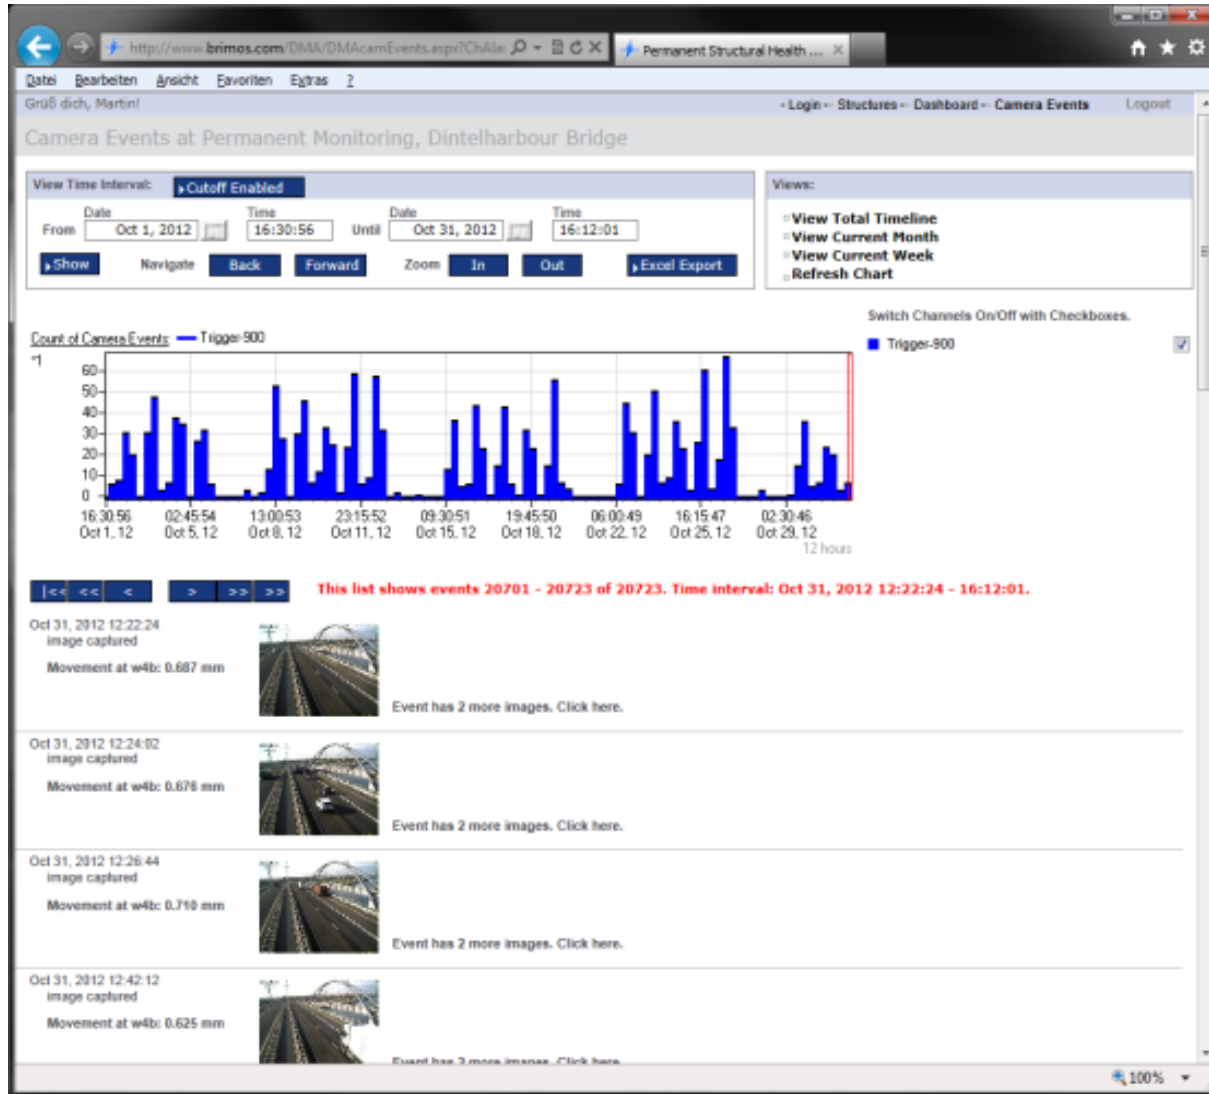 http://www.brimos.com/DMA/DMAcamEvents.aspx?ChAla
Permanent Structural Health ...
Datei Bearbeiten Ansicht Favoriten Extras ?
Grüß dich, Martin!
Login Structures Dashboard Camera Events Logout
Camera Events at Permanent Monitoring, Dintelharbour Bridge
View Time Interval: Cutoff Enabled
Views:
Date Time Date Time
From Oct 1, 2012 16:30:56 Until Oct 31, 2012 16:12:01
Show Navigate Back Forward Zoom In Out Excel Export
View Total Timeline
View Current Month
View Current Week
Refresh Chart
Switch Channels On/Off with Checkboxes.
Trigger-900
Count of Camera Events: Trigger-900
*1
60
50
40
30
20
10
0
16:30:56 02:45:54 13:00:53 23:15:52 09:30:51 19:45:50 06:00:49 16:15:47 02:30:46
Oct 1, 12 Oct 5, 12 Oct 8, 12 Oct 11, 12 Oct 15, 12 Oct 18, 12 Oct 22, 12 Oct 25, 12 Oct 29, 12
12 hours
|<< << < > >> >>
This list shows events 20701 - 20723 of 20723. Time interval: Oct 31, 2012 12:22:24 - 16:12:01.
Oct 31, 2012 12:22:24
image captured
Movement at w4b: 0.687 mm
Event has 2 more images. Click here.
Oct 31, 2012 12:24:02
image captured
Movement at w4b: 0.676 mm
Event has 2 more images. Click here.
Oct 31, 2012 12:26:44
image captured
Movement at w4b: 0.710 mm
Event has 2 more images. Click here.
Oct 31, 2012 12:42:12
image captured
Movement at w4b: 0.625 mm
Event has 2 more images. Click here.
100%